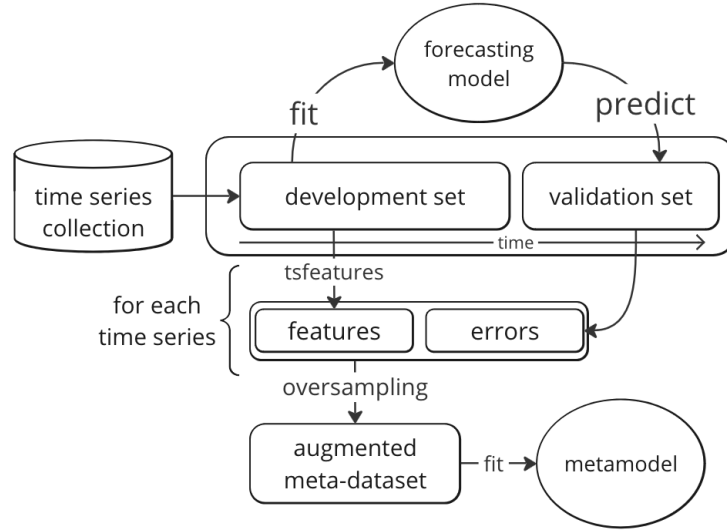 forecasting
model
fit
predict
time series
collection
development set
validation set
time
tsfeatures
for each
time series
features
errors
oversampling
augmented
meta-dataset
fit
metamodel